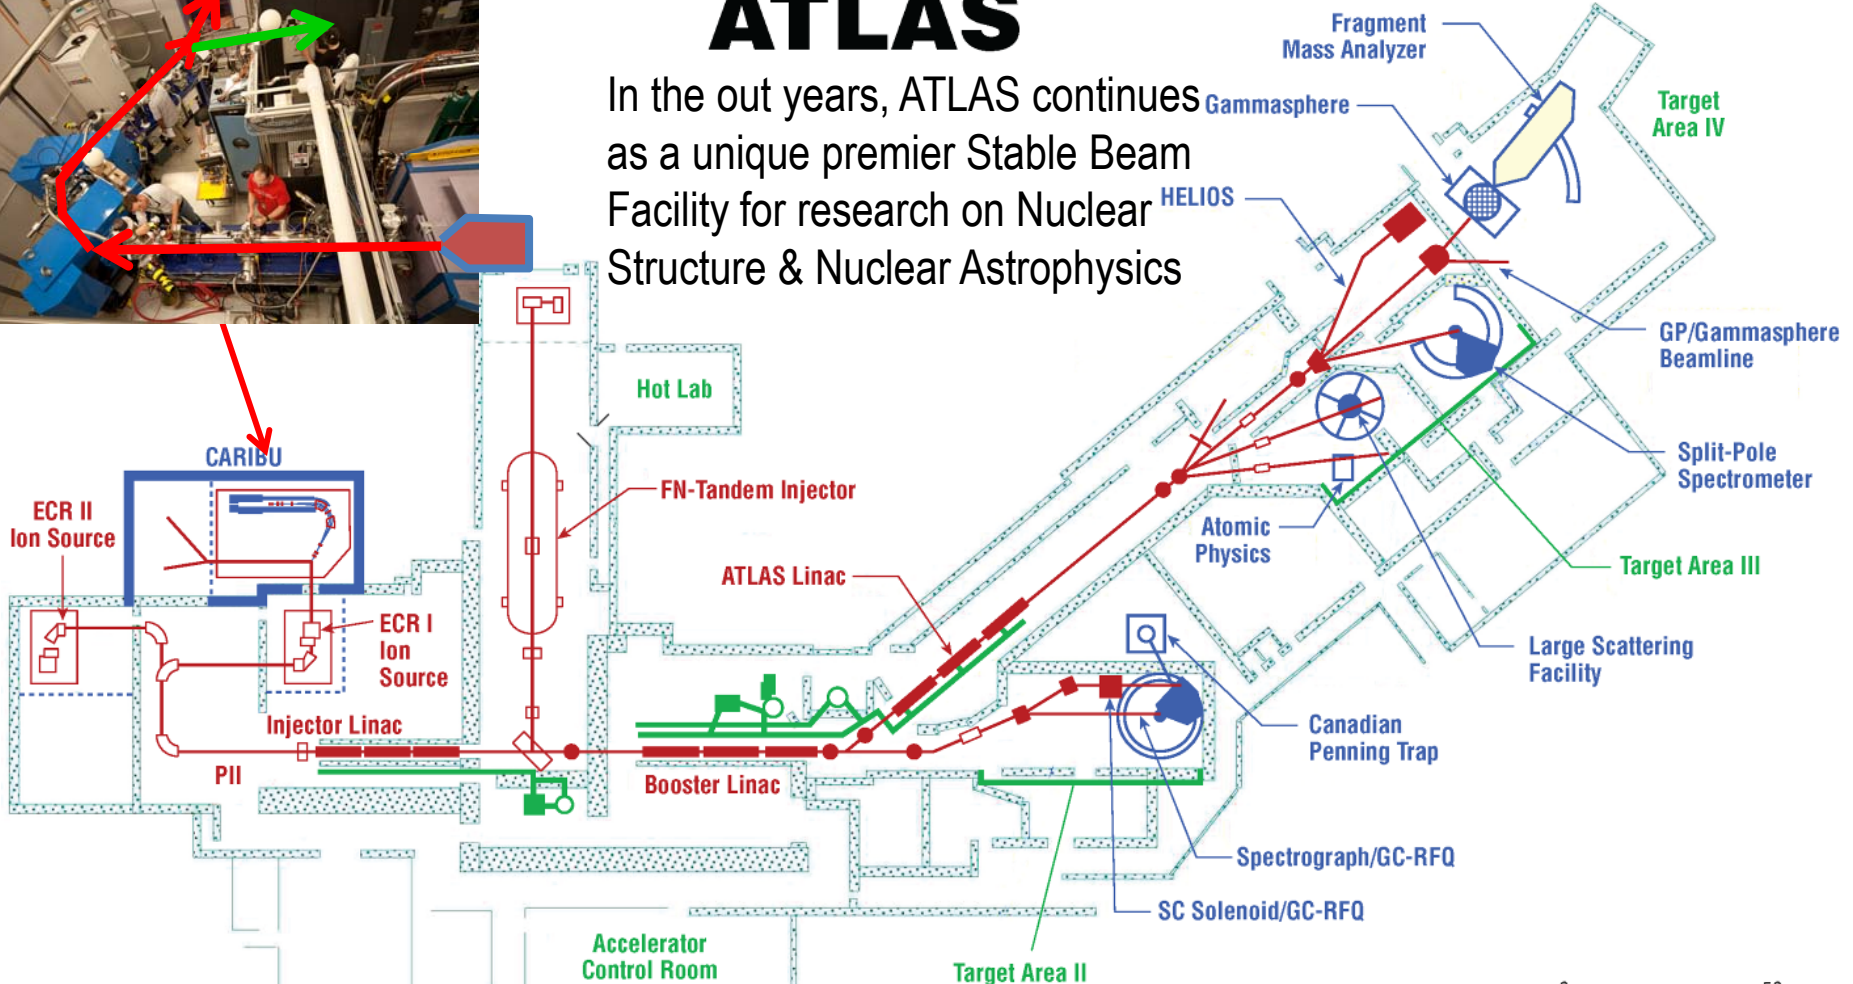 ATLAS
In the out years, ATLAS continues
as a unique premier Stable Beam
Facility for research on Nuclear
Structure & Nuclear Astrophysics
Fragment
Mass Analyzer
Gammasphere
HELIOS
Target
Area IV
GP/Gammasphere
Beamline
Hot Lab
Split-Pole
Spectrometer
CARIBU
FN-Tandem Injector
ECR II
Ion Source
Atomic
Physics
Target Area III
ATLAS Linac
ECR I
Ion
Source
Large Scattering
Facility
Injector Linac
Canadian
Penning Trap
PII
Booster Linac
Spectrograph/GC-RFQ
SC Solenoid/GC-RFQ
Accelerator
Control Room
Target Area II